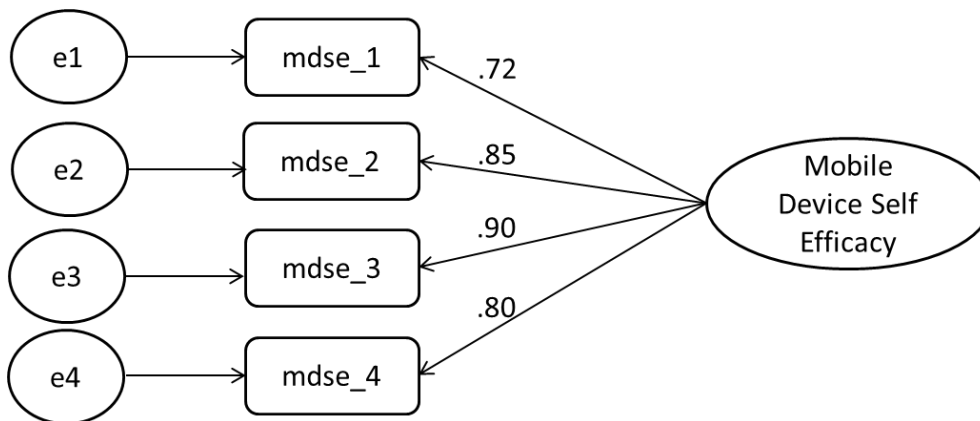 e1
mdse_1
.72
e2
mdse_2
.85
e3
mdse_3
.90
e4
mdse_4
.80
Mobile
Device Self
Efficacy